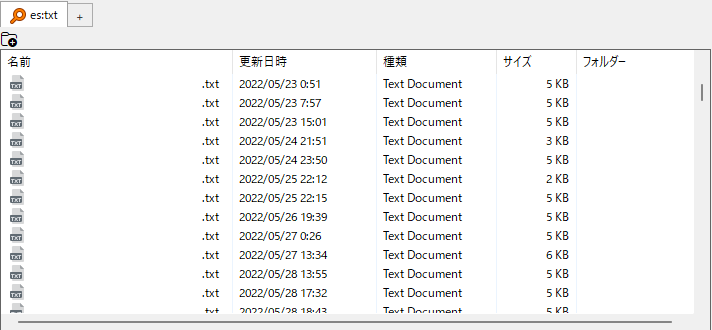 es:txt +
名前 更新日時 種類 サイズ フォルダー
TXT .txt 2022/05/23 0:51 Text Document 5 KB
TXT .txt 2022/05/23 7:57 Text Document 5 KB
TXT .txt 2022/05/23 15:01 Text Document 5 KB
TXT .txt 2022/05/24 21:51 Text Document 3 KB
TXT .txt 2022/05/24 23:50 Text Document 5 KB
TXT .txt 2022/05/25 22:12 Text Document 2 KB
TXT .txt 2022/05/25 22:15 Text Document 5 KB
TXT .txt 2022/05/26 19:39 Text Document 5 KB
TXT .txt 2022/05/27 0:26 Text Document 5 KB
TXT .txt 2022/05/27 13:34 Text Document 6 KB
TXT .txt 2022/05/28 13:55 Text Document 5 KB
TXT .txt 2022/05/28 17:32 Text Document 5 KB
TXT .txt 2022/05/28 18:43 Text Document 5 KB